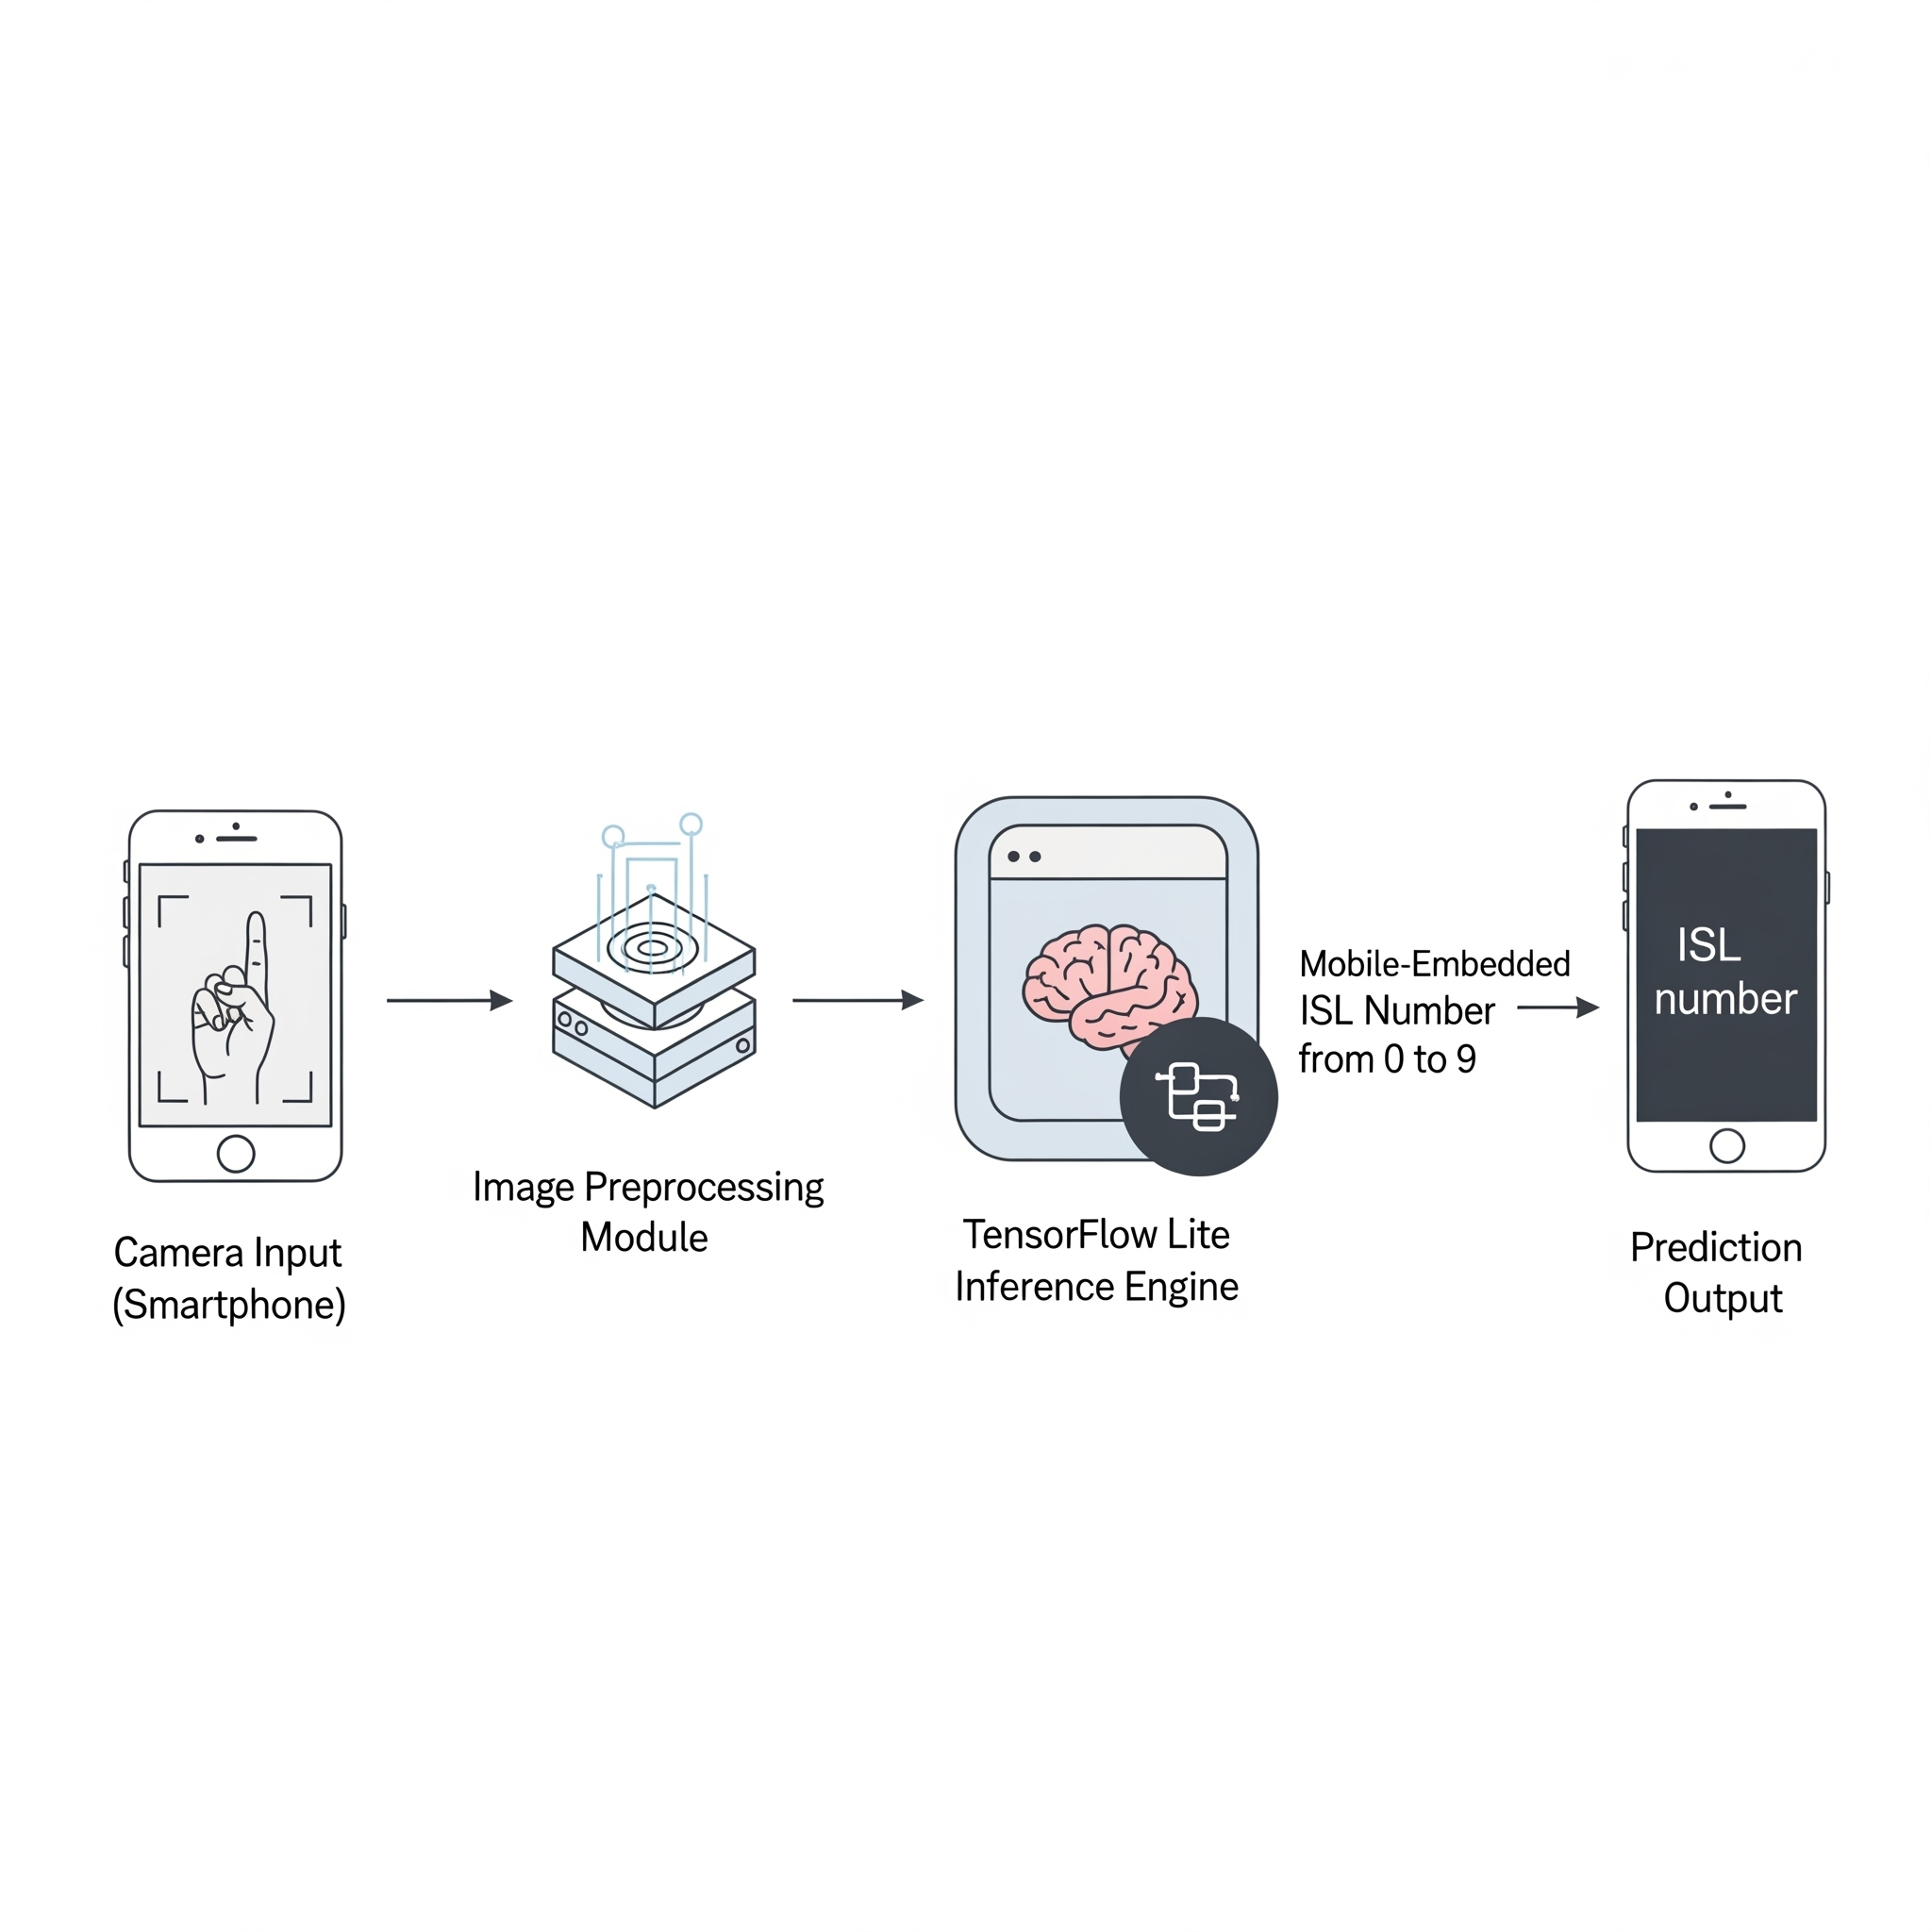 Camera Input
(Smartphone)
Image Preprocessing
Module
TensorFlow Lite
Inference Engine
Mobile-Embedded
ISL Number
from 0 to 9
ISL
number
Prediction
Output